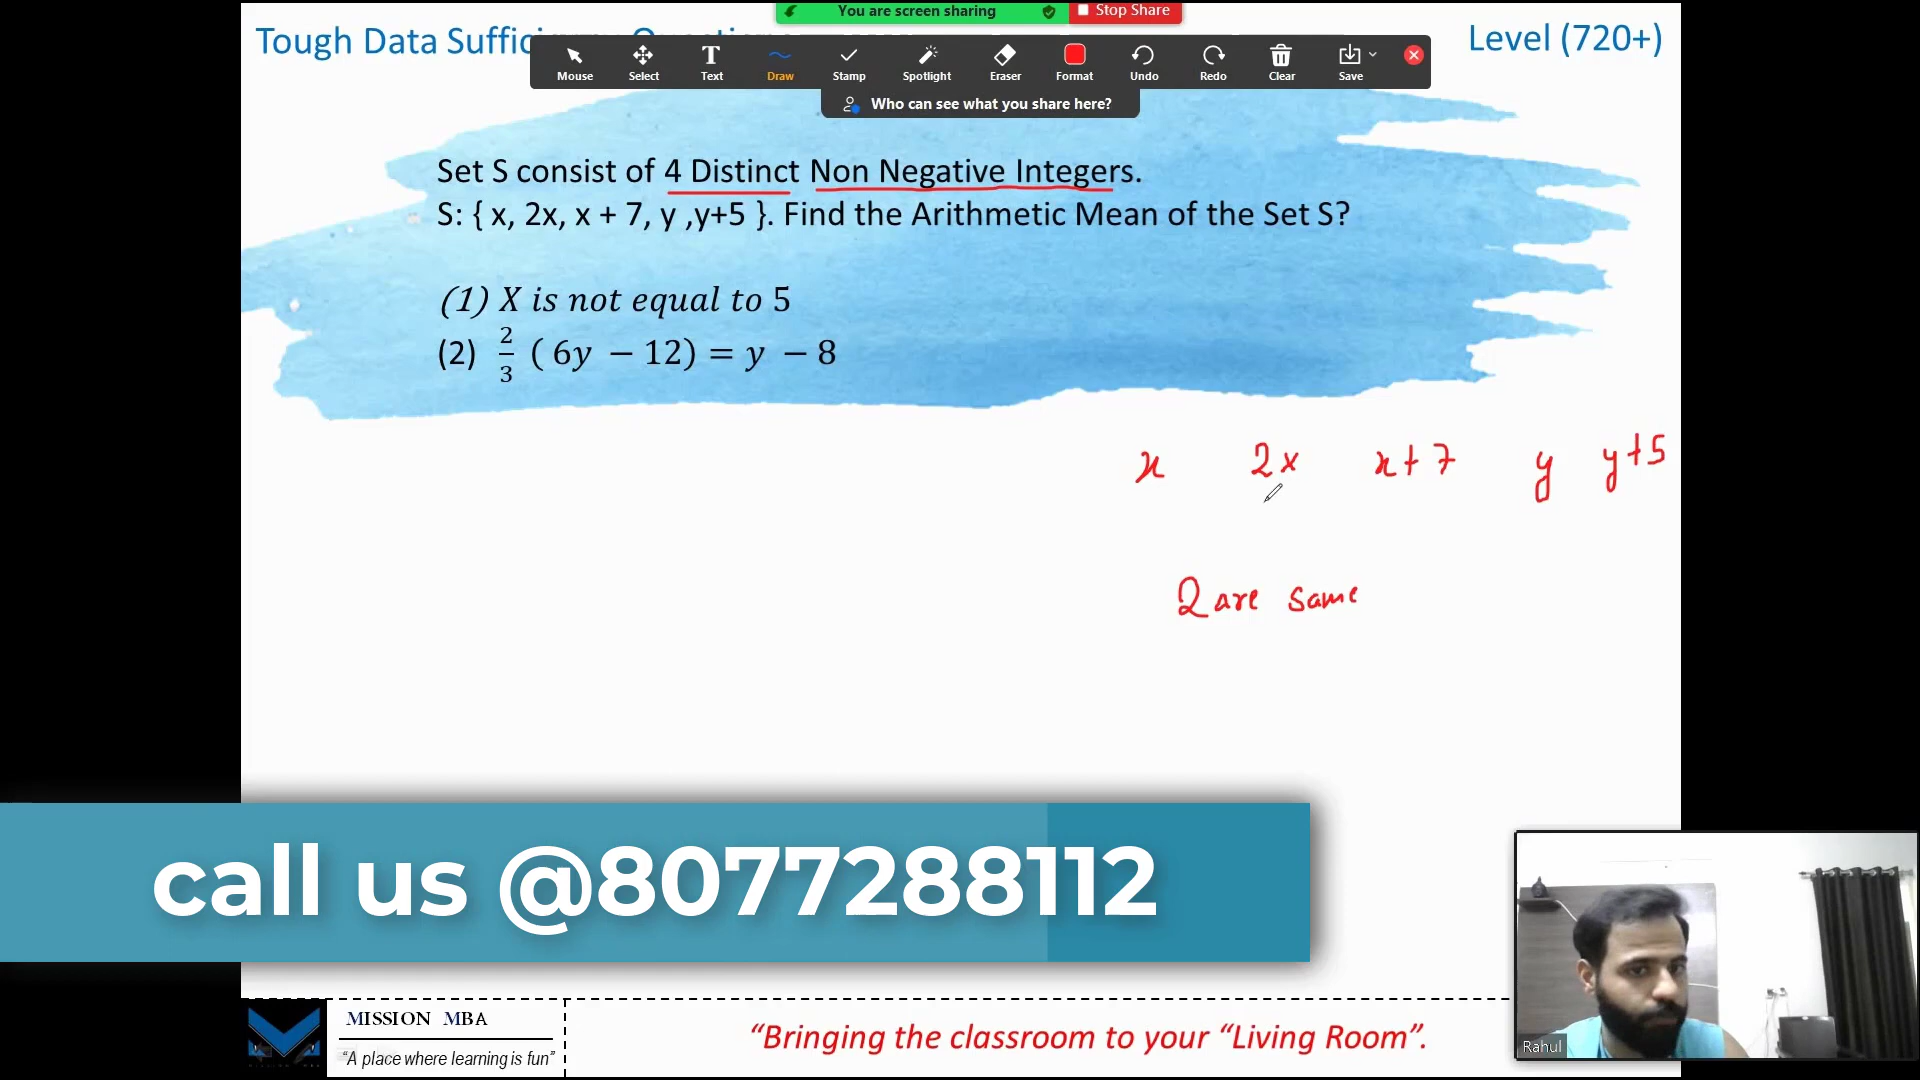 You are screen sharing
Stop Share
Tough Data Sufficiency Questions
Level (720+)
Mouse
Select
Text
Draw
Stamp
Spotlight
Eraser
Format
Undo
Redo
Clear
Save
Who can see what you share here?
Set S consist of 4 Distinct Non Negative Integers.
S: { x, 2x, x + 7, y ,y+5 }. Find the Arithmetic Mean of the Set S?
(1) X is not equal to 5
(2) 2/3 ( 6y − 12) = y − 8
x 2x x+7 y y+5
2 are same
call us @8077288112
MISSION MBA
“A place where learning is fun”
“Bringing the classroom to your “Living Room”.
Rahul